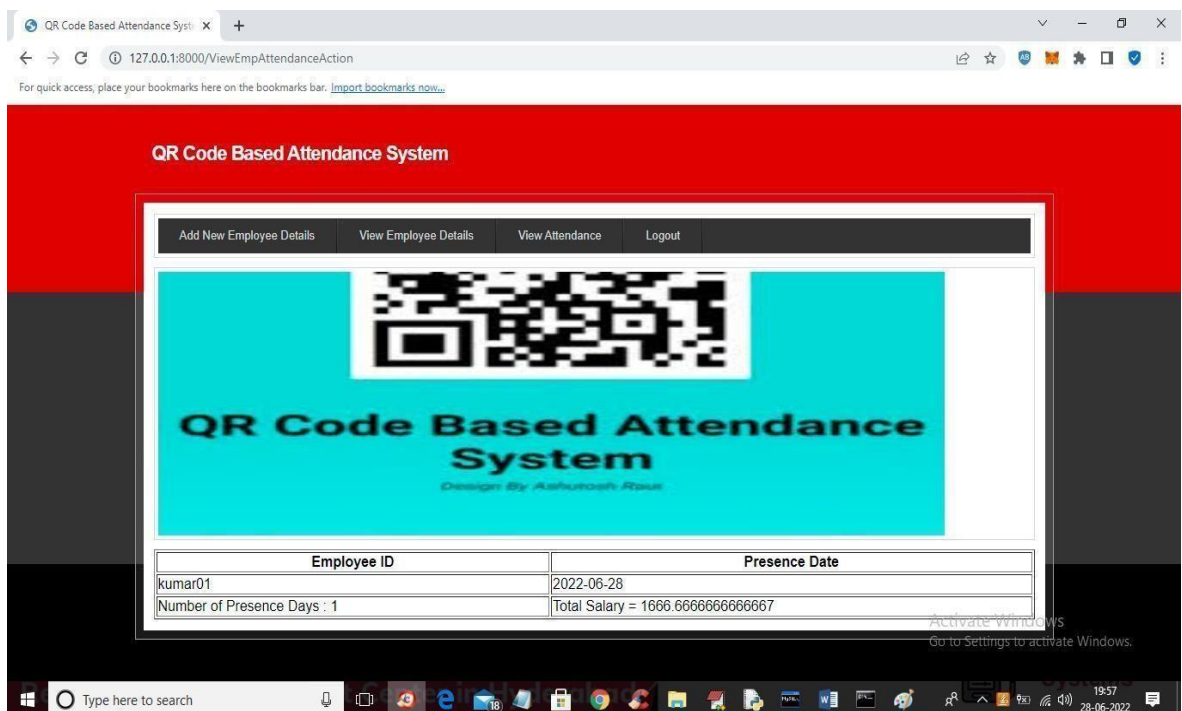 QR Code Based Attendance Syst
127.0.0.1:8000/ViewEmpAttendanceAction
For quick access, place your bookmarks here on the bookmarks bar. Import bookmarks now...
QR Code Based Attendance System
Add New Employee Details View Employee Details View Attendance Logout
QR Code Based Attendance
System
Design By Ashutosh
Employee ID Presence Date
kumar01 2022-06-28
Number of Presence Days : 1 Total Salary = 1666.6666666666667
Activate Windows
Go to Settings to activate Windows.
Type here to search
18
19:57
28-06-2022